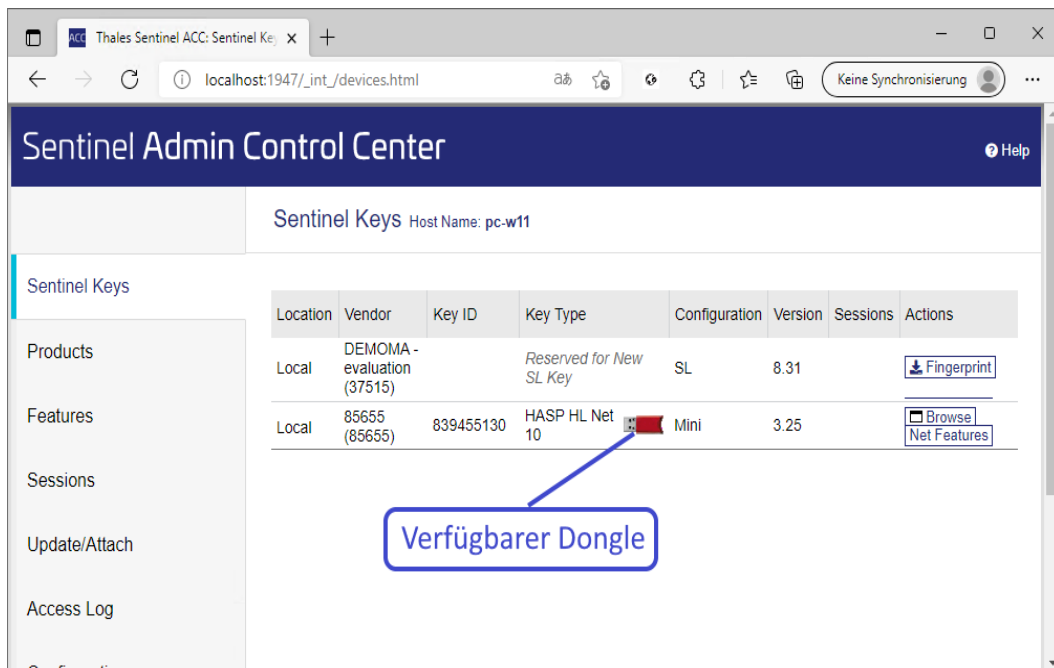 Thales Sentinel ACC: Sentinel Key
localhost:1947/_int_/devices.html
Keine Synchronisierung
Sentinel Admin Control Center
Help
Sentinel Keys Host Name: pc-w11
Sentinel Keys
Products
Features
Sessions
Update/Attach
Access Log
Location Vendor Key ID Key Type Configuration Version Sessions Actions
Local DEMOMA - evaluation (37515) Reserved for New SL Key SL 8.31 Fingerprint
Local 85655 (85655) 839455130 HASP HL Net 10 Mini 3.25 Browse Net Features
Verfügbarer Dongle